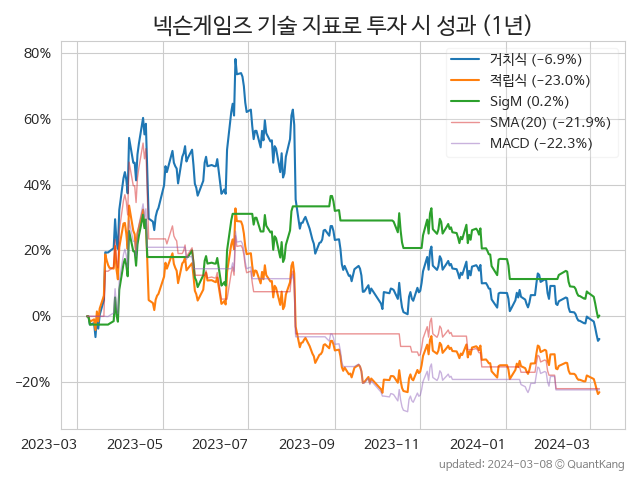 넥슨게임즈 기술 지표로 투자 시 성과 (1년)
거치식 (−6.9%)
적립식 (−23.0%)
SigM (0.2%)
SMA(20) (−21.9%)
MACD (−22.3%)
80%
60%
40%
20%
0%
−20%
2023-03 2023-05 2023-07 2023-09 2023-11 2024-01 2024-03
updated: 2024-03-08 © QuantKang